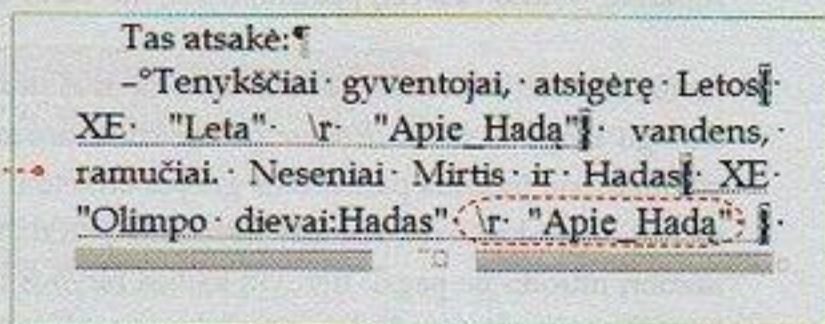 Tas atsakė:¶
–°Tenykščiai· gyventojai,· atsigėrę· Letos{·
XE· "Leta"· \r· "Apie_Hadą"}· vandens,·
ramučiai.· Neseniai· Mirtis· ir· Hadas{· XE·
"Olimpo· dievai:Hadas"· \r· "Apie_Hadą"· }·